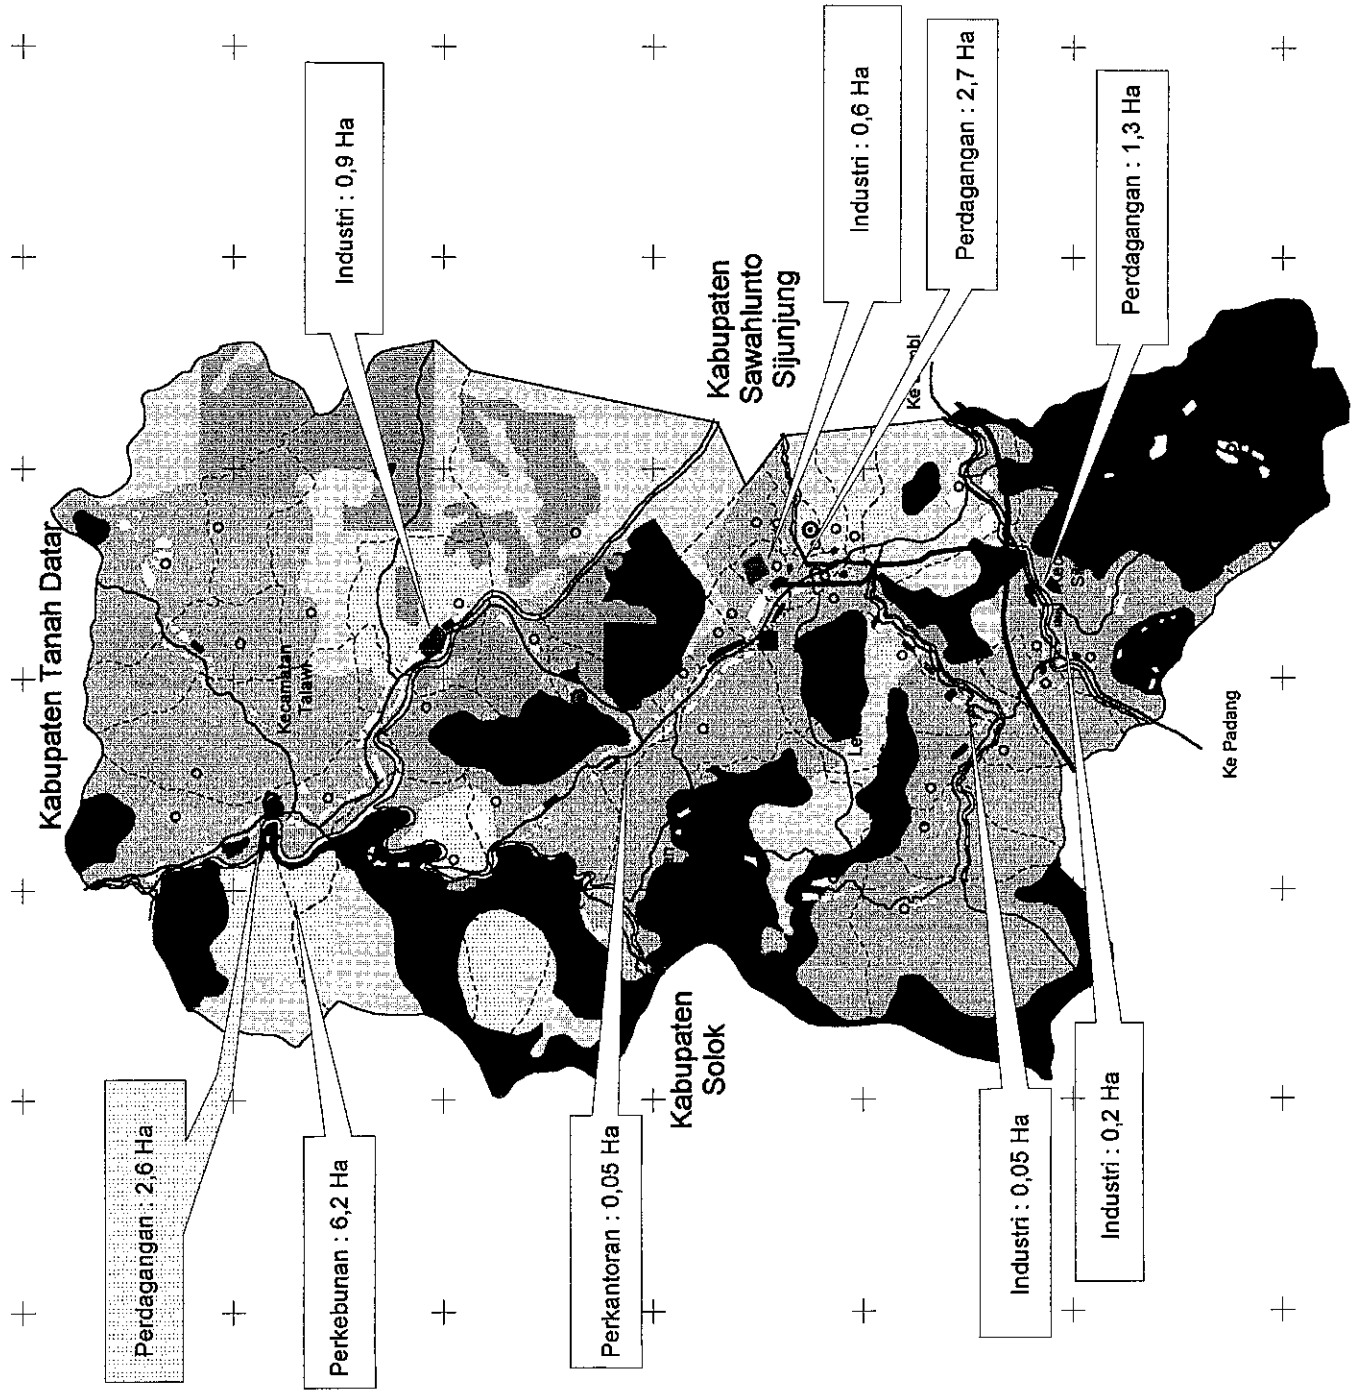 Kabupaten Tanah Datar
Perdagangan : 2,6 Ha
Perkebunan : 6,2 Ha
Industri : 0,9 Ha
Kecamatan
Talawi
Perkantoran : 0,05 Ha
Kabupaten
Solok
Kabupaten
Sawahlunto
Sijunjung
Industri : 0,6 Ha
Perdagangan : 2,7 Ha
Ke
Perdagangan : 1,3 Ha
Industri : 0,05 Ha
Industri : 0,2 Ha
Ke Padang